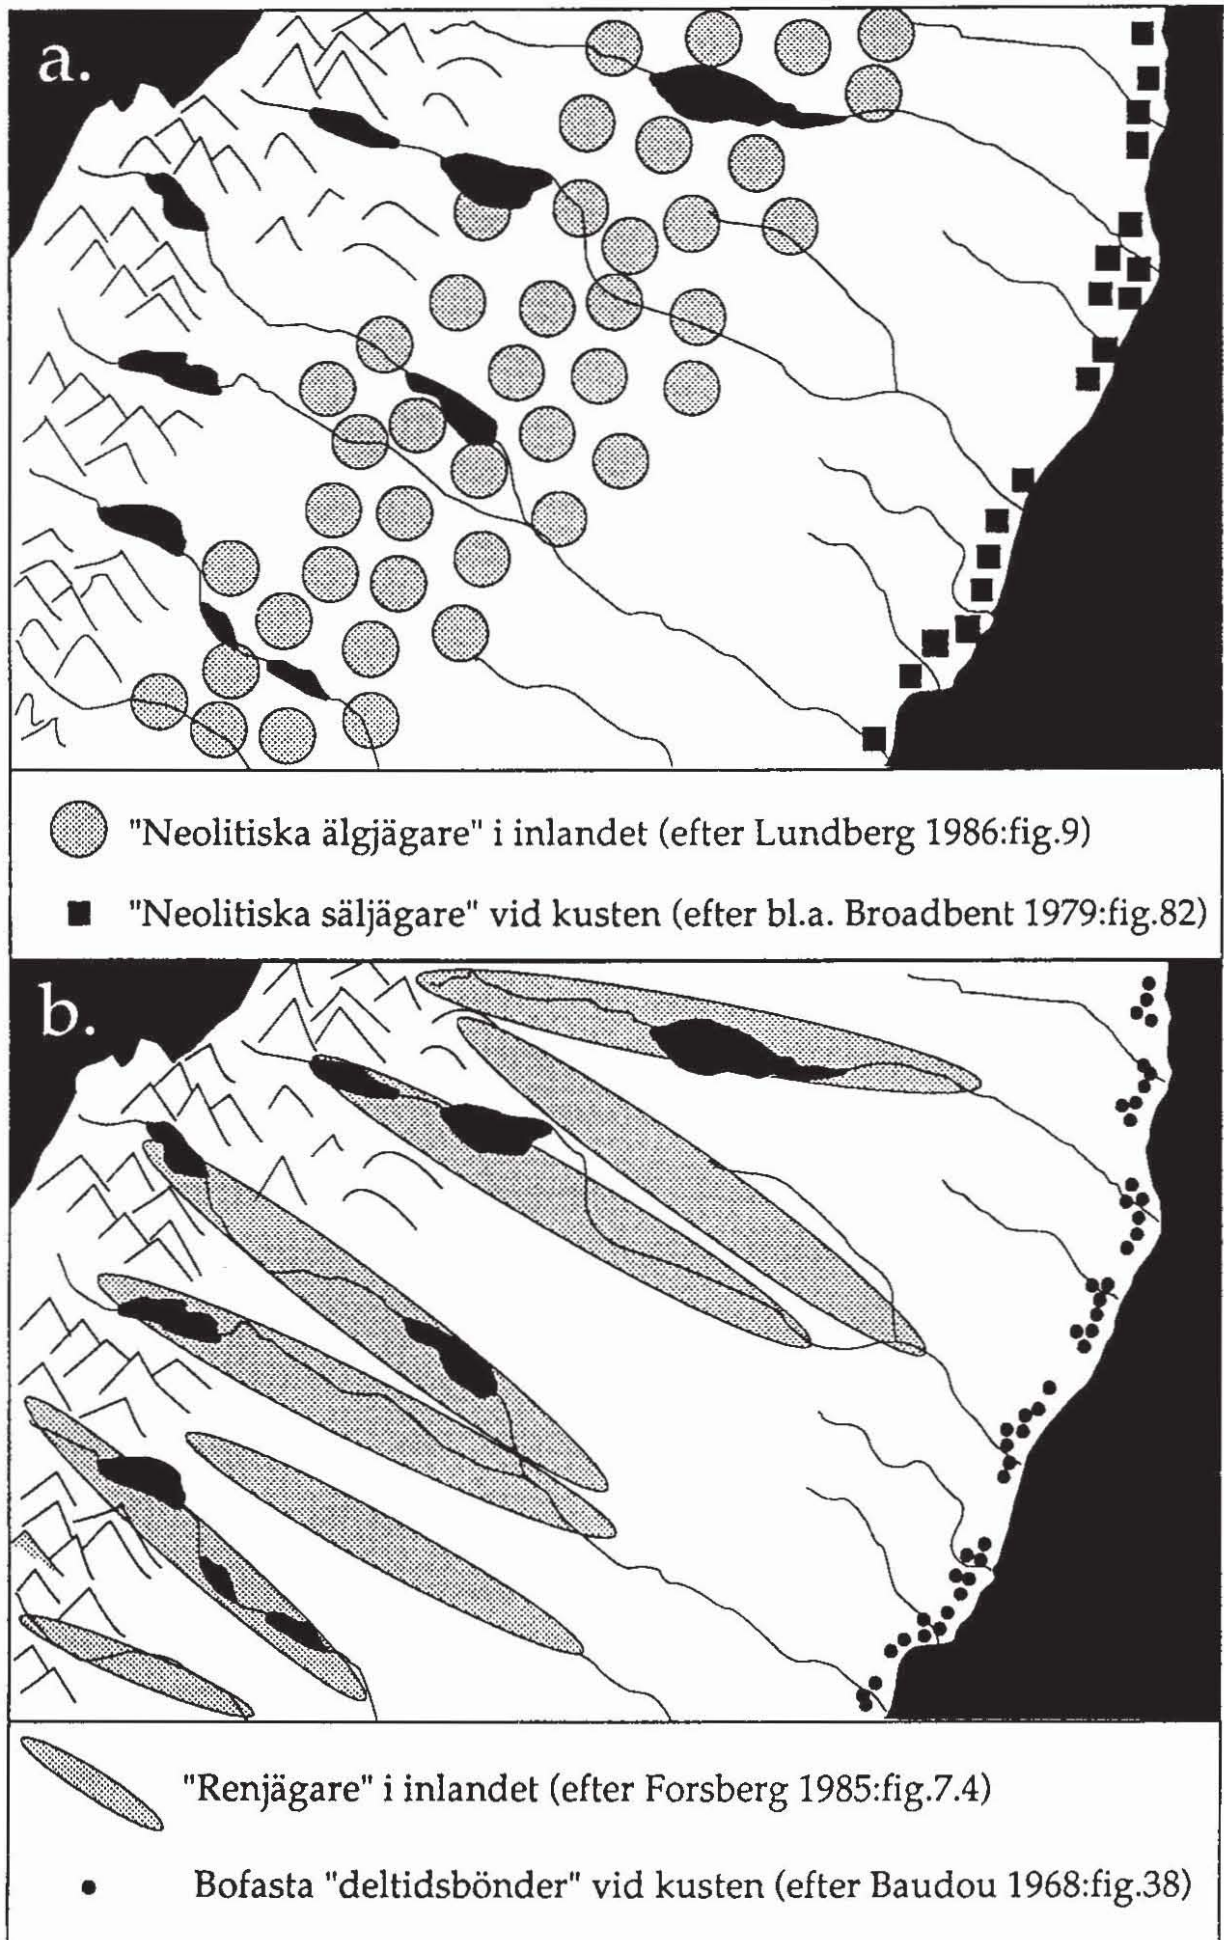 a.
"Neolitiska älgjägare" i inlandet (efter Lundberg 1986:fig.9)
"Neolitiska säljägare" vid kusten (efter bl.a. Broadbent 1979:fig.82)
b.
"Renjägare" i inlandet (efter Forsberg 1985:fig.7.4)
Bofasta "deltidsbönder" vid kusten (efter Baudou 1968:fig.38)